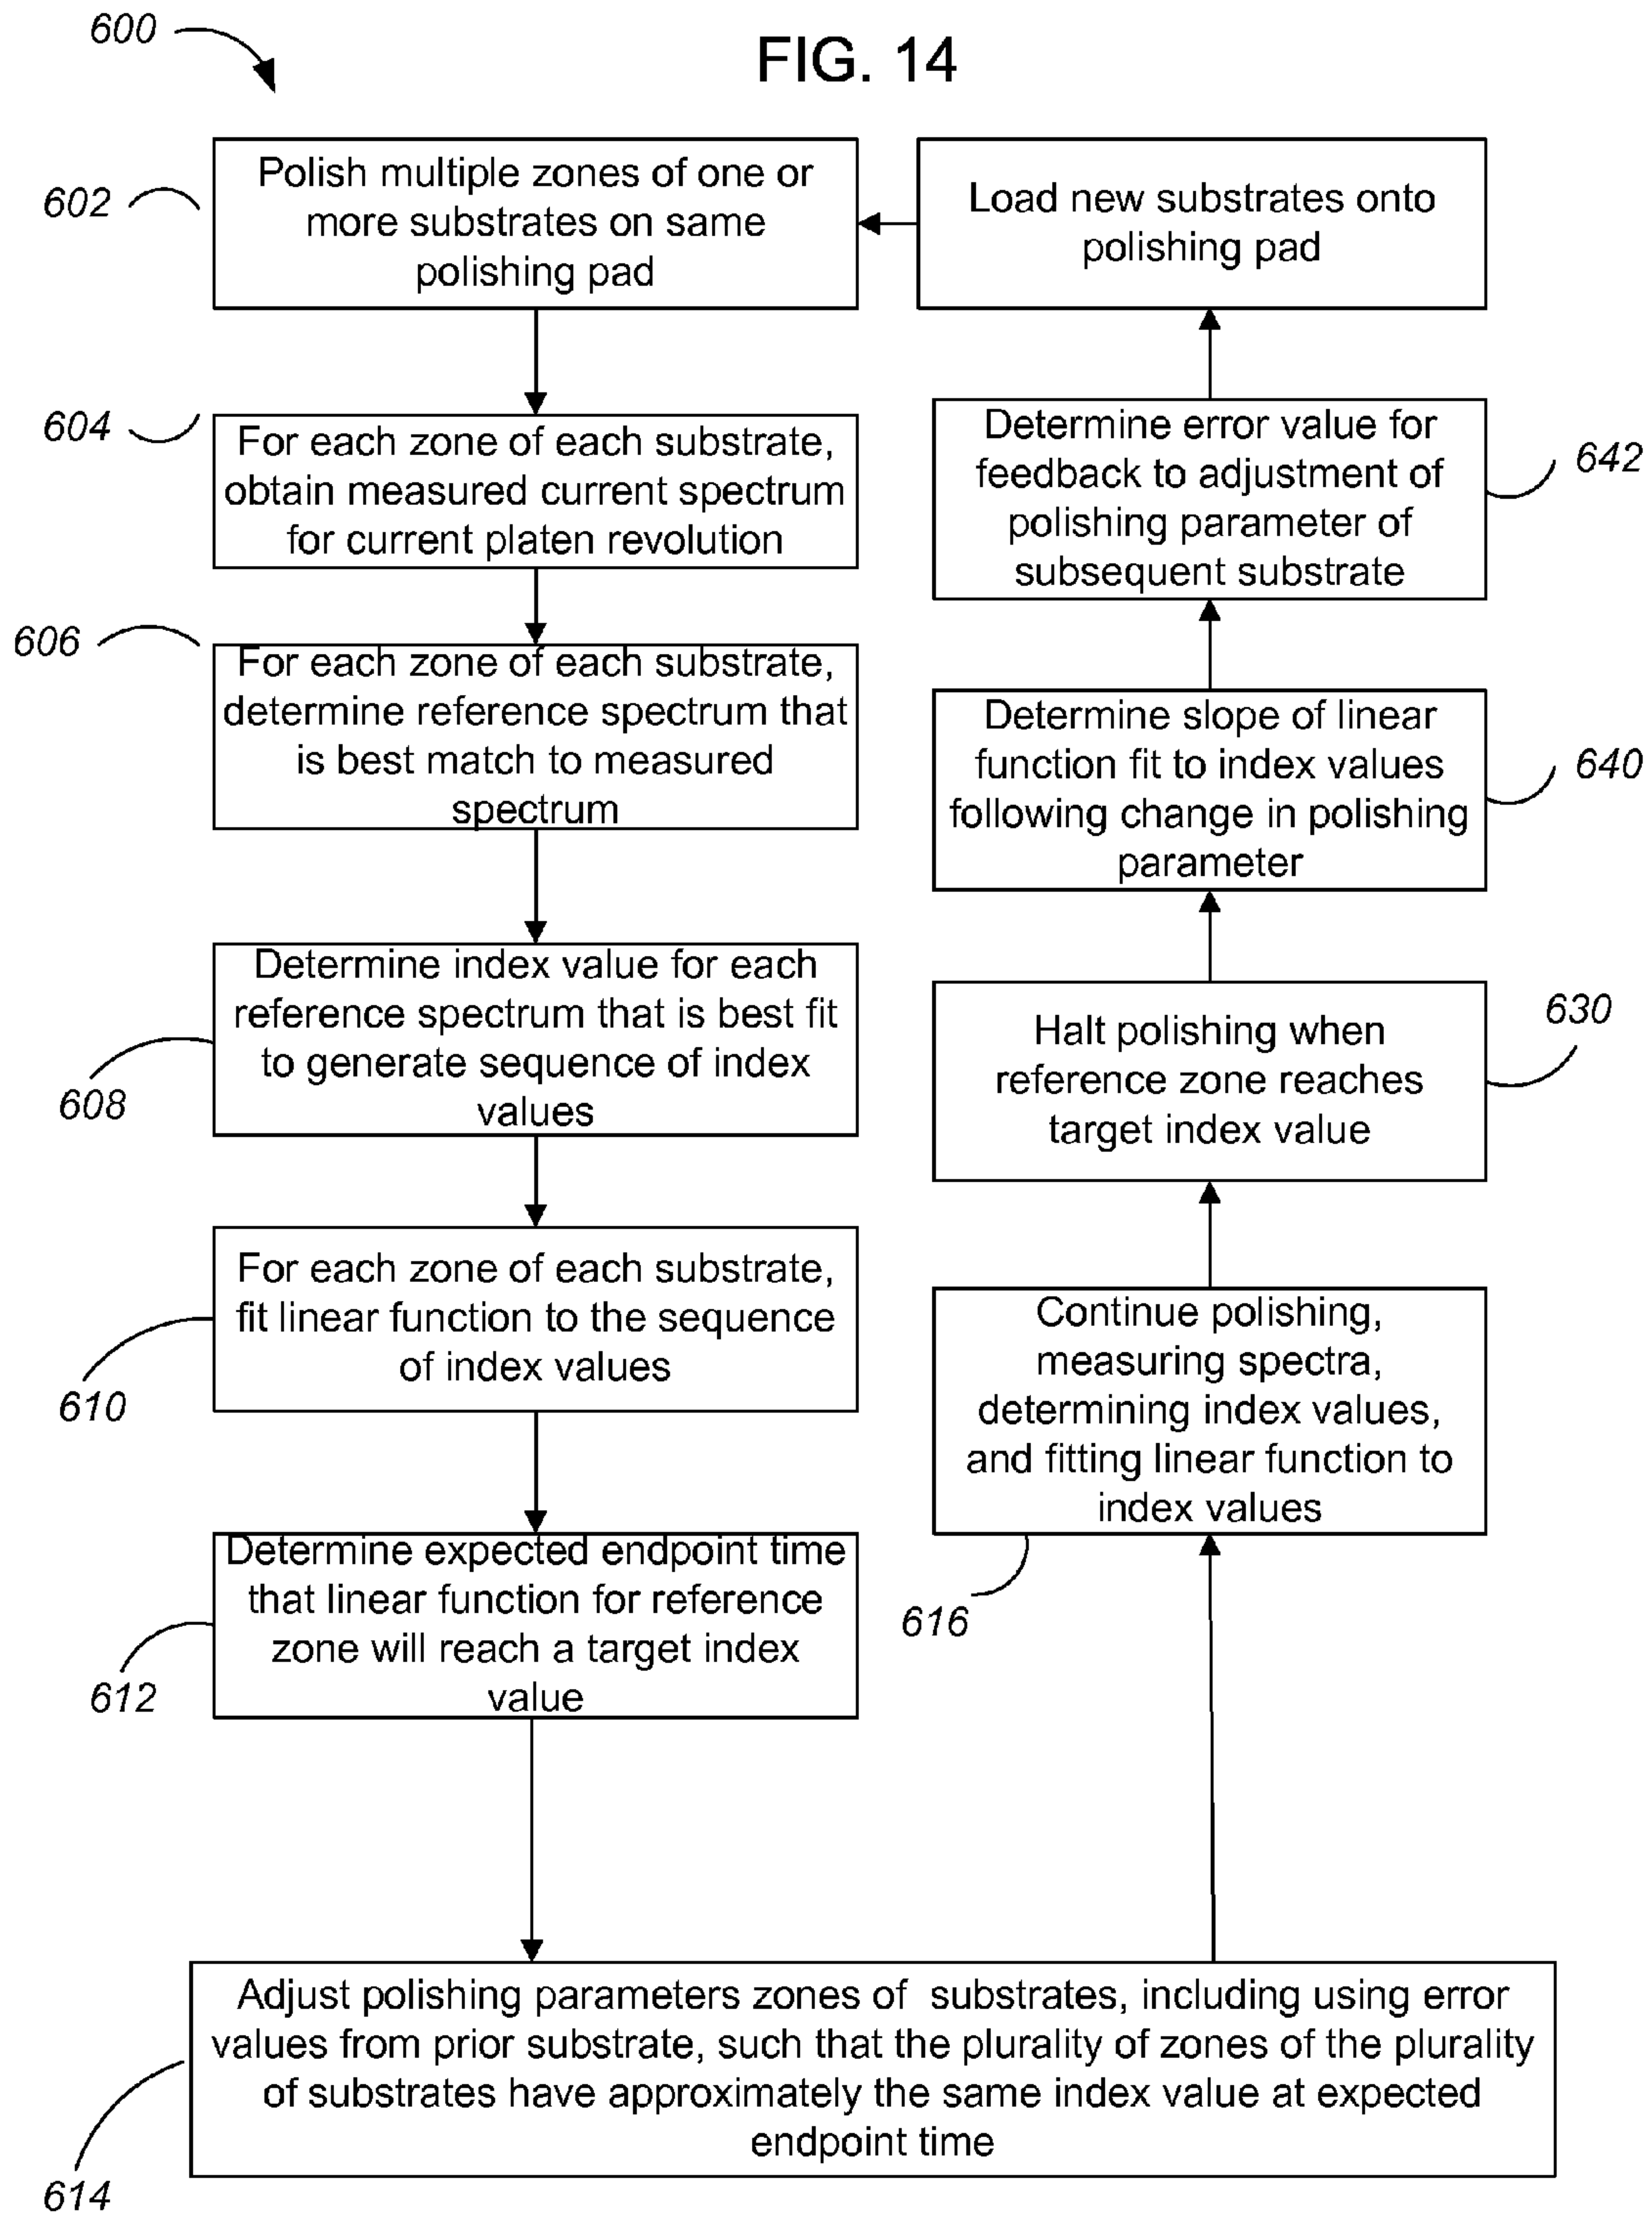 600
FIG. 14
602
Polish multiple zones of one or
more substrates on same
polishing pad
604
For each zone of each substrate,
obtain measured current spectrum
for current platen revolution
606
For each zone of each substrate,
determine reference spectrum that
is best match to measured
spectrum
608
Determine index value for each
reference spectrum that is best fit
to generate sequence of index
values
610
For each zone of each substrate,
fit linear function to the sequence
of index values
612
Determine expected endpoint time
that linear function for reference
zone will reach a target index
value
614
Adjust polishing parameters zones of  substrates, including using error
values from prior substrate, such that the plurality of zones of the plurality
of substrates have approximately the same index value at expected
endpoint time
616
Continue polishing,
measuring spectra,
determining index values,
and fitting linear function to
index values
630
Halt polishing when
reference zone reaches
target index value
640
Determine slope of linear
function fit to index values
following change in polishing
parameter
642
Determine error value for
feedback to adjustment of
polishing parameter of
subsequent substrate
Load new substrates onto
polishing pad